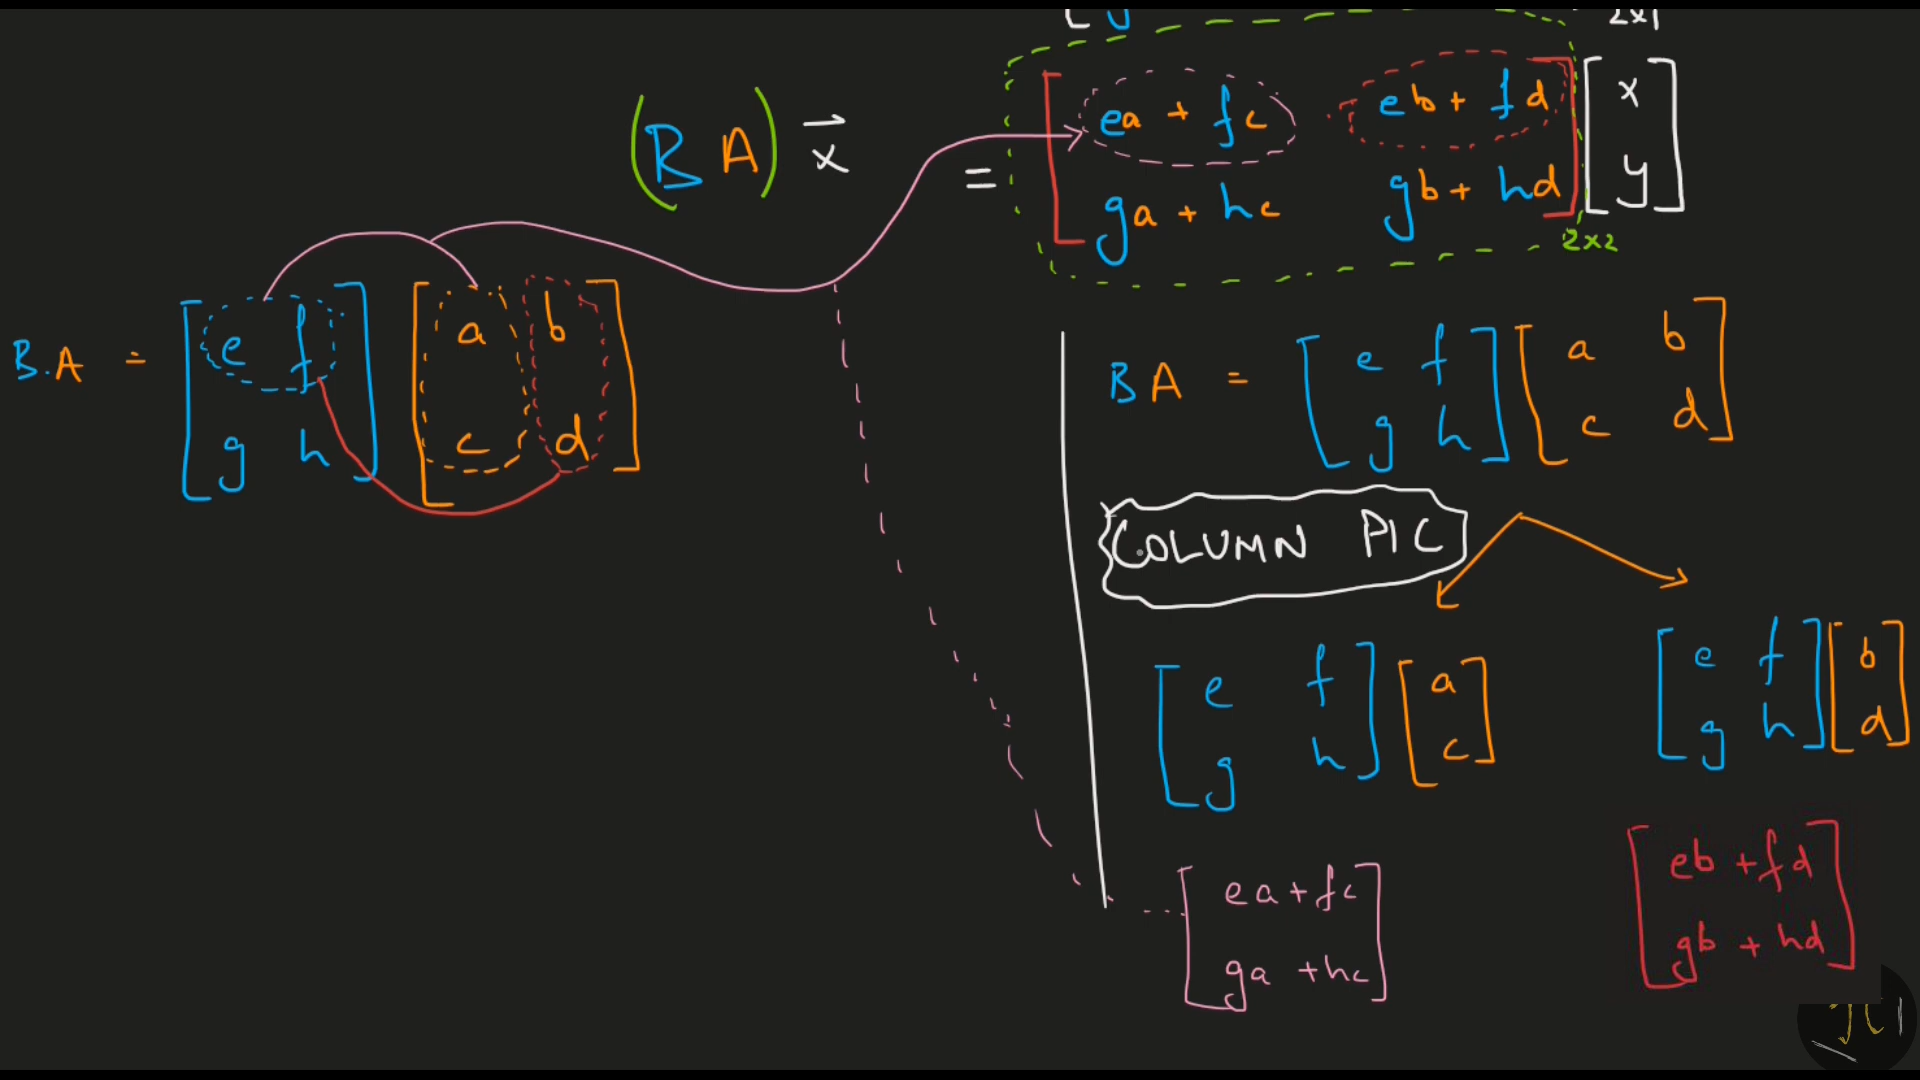 2x1
(BA) x⃗ = [ea + fc eb + fd] [x]
[ga + hc gb + hd] [y]
2x2
B.A = [e f] [a b]
[g h] [c d]
BA = [e f] [a b]
[g h] [c d]
COLUMN PIC
[e f] [a] [e f] [b]
[g h] [c] [g h] [d]
[ea + fc] [eb + fd]
[ga + hc] [gb + hd]